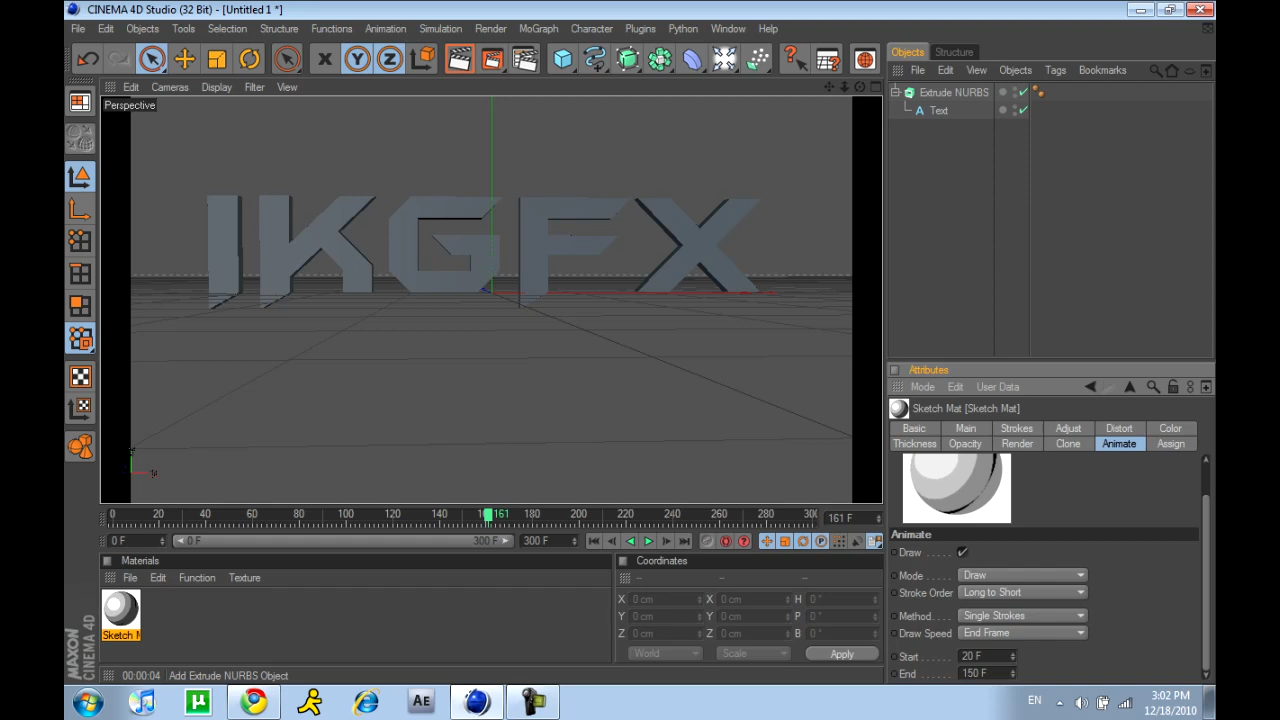 CINEMA 4D Studio (32 Bit) - [Untitled 1 *]
File Edit Objects Tools Selection Structure Functions Animation Simulation Render MoGraph Character Plugins Python Window Help
X Y Z
Objects Structure
File Edit View Objects Tags Bookmarks
Edit Cameras Display Filter View
Perspective
Extrude NURBS
Text
JKGFX
Attributes
Mode Edit User Data
Sketch Mat [Sketch Mat]
Basic Main Strokes Adjust Distort Color
Thickness Opacity Render Clone Animate Assign
Animate
Draw
Mode Draw
Stroke Order Long to Short
Method Single Strokes
Draw Speed End Frame
Start 20 F
End 150 F
0 20 40 60 80 100 120 140 161 180 200 220 240 260 280 161 F
0 F 0 F 300 F 300 F
Materials
File Edit Function Texture
Sketch M
Coordinates
-- -- --
X 0 cm X 0 cm H 0 °
Y 0 cm Y 0 cm P 0 °
Z 0 cm Z 0 cm B 0 °
World Scale Apply
MAXON CINEMA 4D
00:00:04 Add Extrude NURBS Object
AE
EN
3:02 PM
12/18/2010